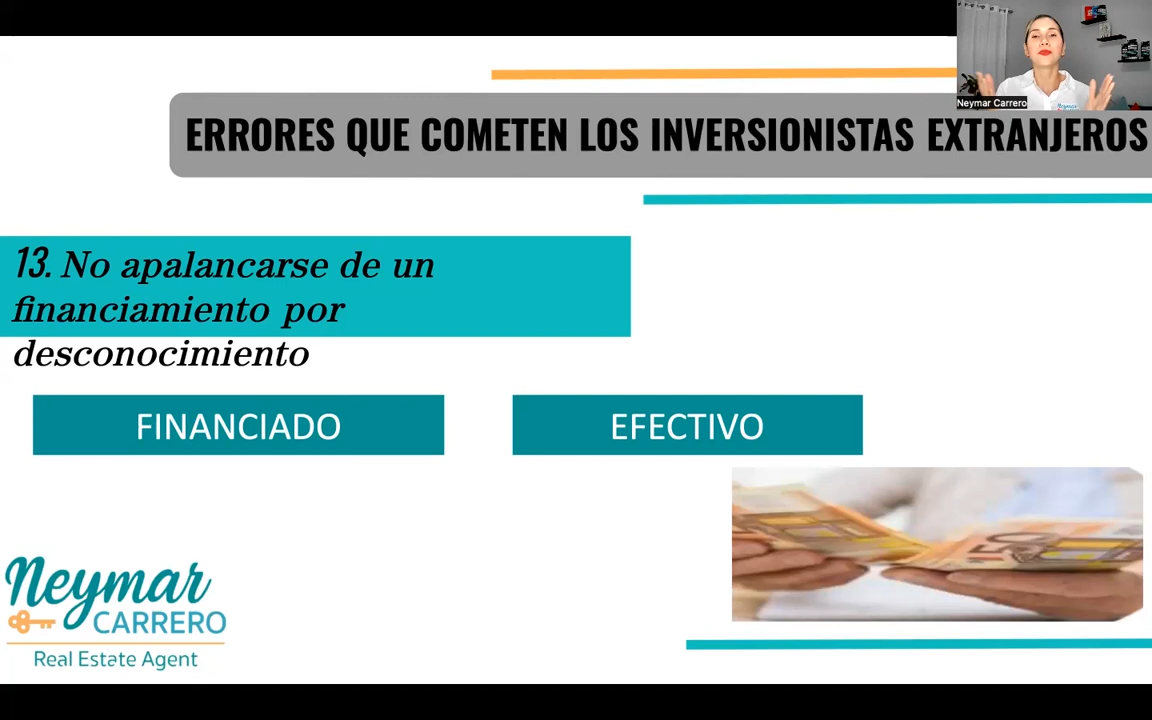 Neymar Carrero
ERRORES QUE COMETEN LOS INVERSIONISTAS EXTRANJEROS
13. No apalancarse de un
financiamiento por
desconocimiento
FINANCIADO
EFECTIVO
50
Neymar
CARRERO
Real Estate Agent